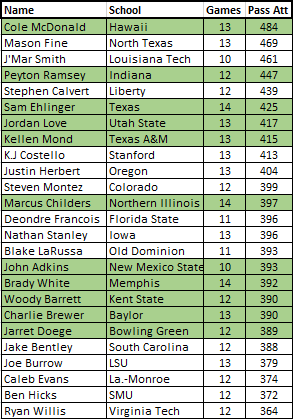 Name School Games Pass Att
Cole McDonald Hawaii 13 484
Mason Fine North Texas 13 469
J'Mar Smith Louisiana Tech 10 461
Peyton Ramsey Indiana 12 447
Stephen Calvert Liberty 12 439
Sam Ehlinger Texas 14 425
Jordan Love Utah State 13 417
Kellen Mond Texas A&M 13 415
K.J Costello Stanford 13 413
Justin Herbert Oregon 13 404
Steven Montez Colorado 12 399
Marcus Childers Northern Illinois 14 397
Deondre Francois Florida State 11 396
Nathan Stanley Iowa 13 396
Blake LaRussa Old Dominion 11 393
John Adkins New Mexico State 10 393
Brady White Memphis 14 392
Woody Barrett Kent State 12 390
Charlie Brewer Baylor 13 390
Jarret Doege Bowling Green 12 389
Jake Bentley South Carolina 12 388
Joe Burrow LSU 13 379
Caleb Evans La.-Monroe 12 374
Ben Hicks SMU 12 372
Ryan Willis Virginia Tech 12 364